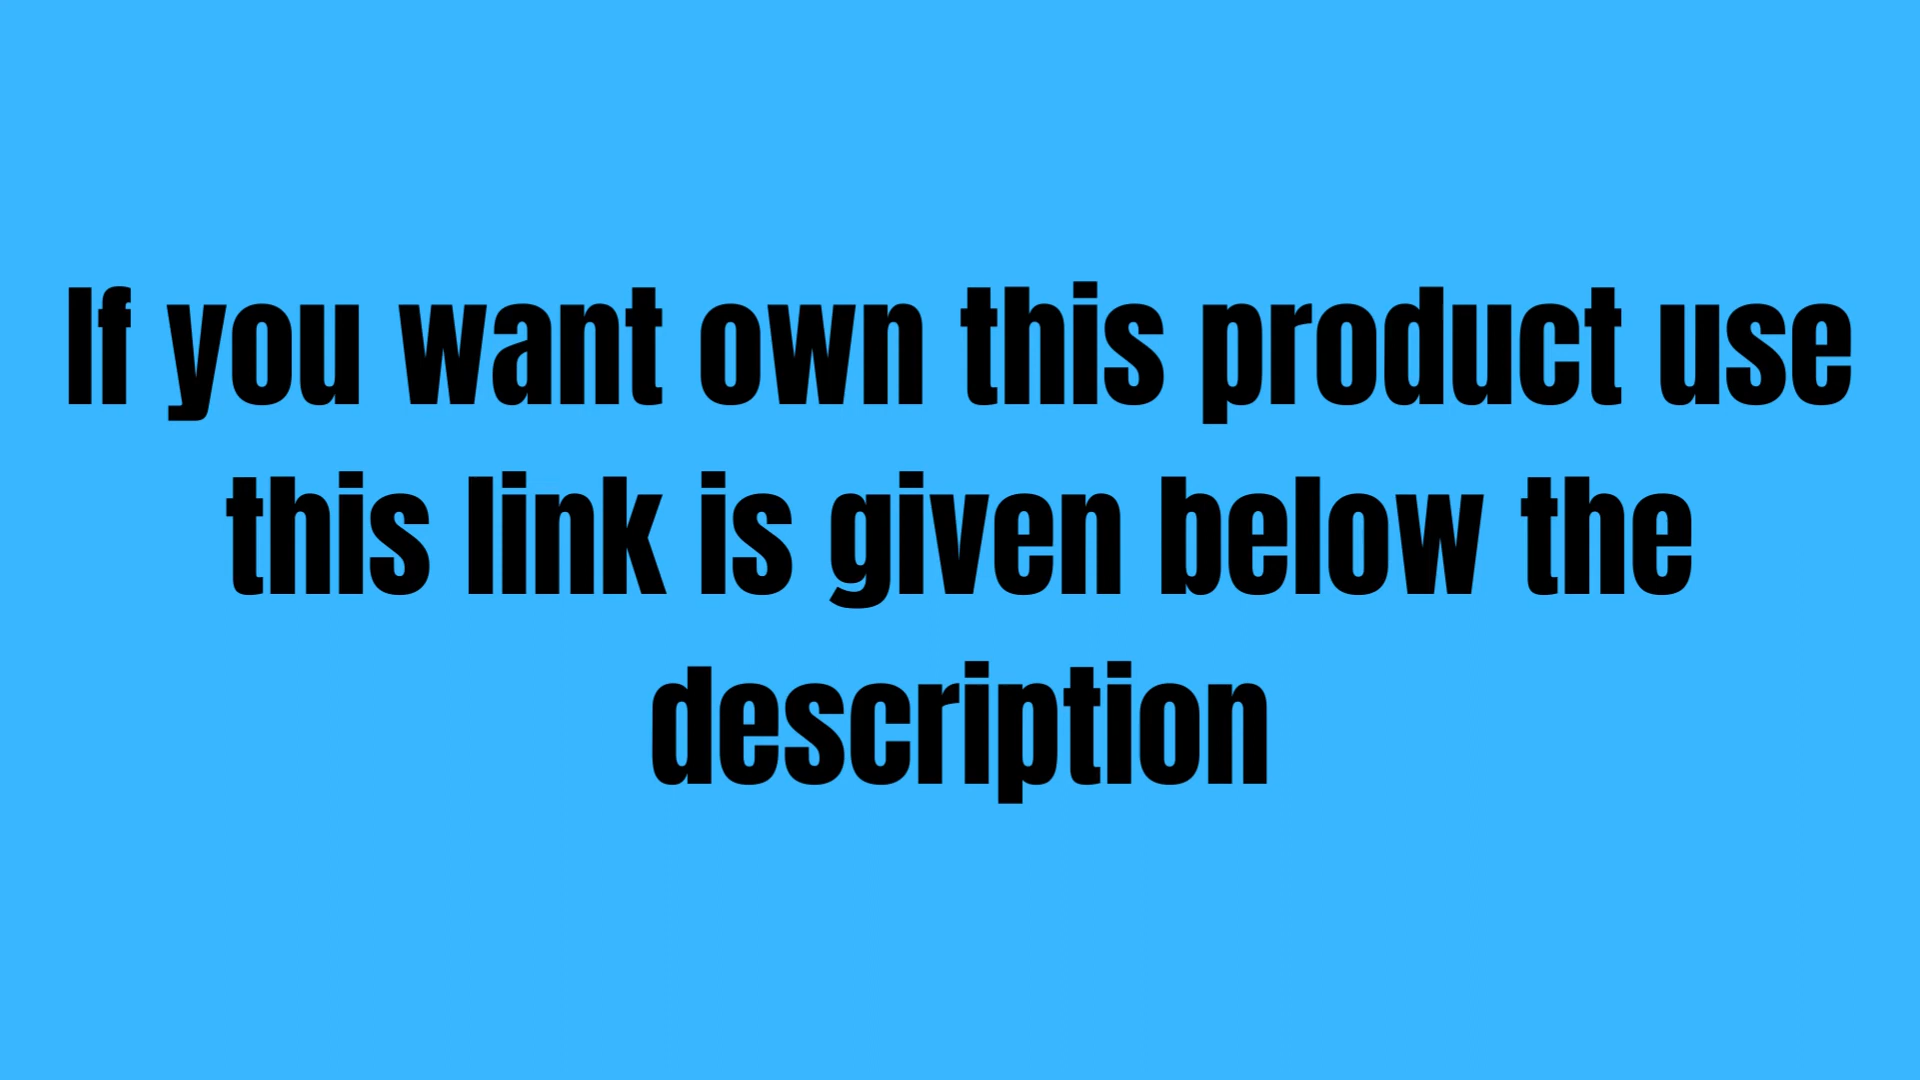 If you want own this product use
this link is given below the
description